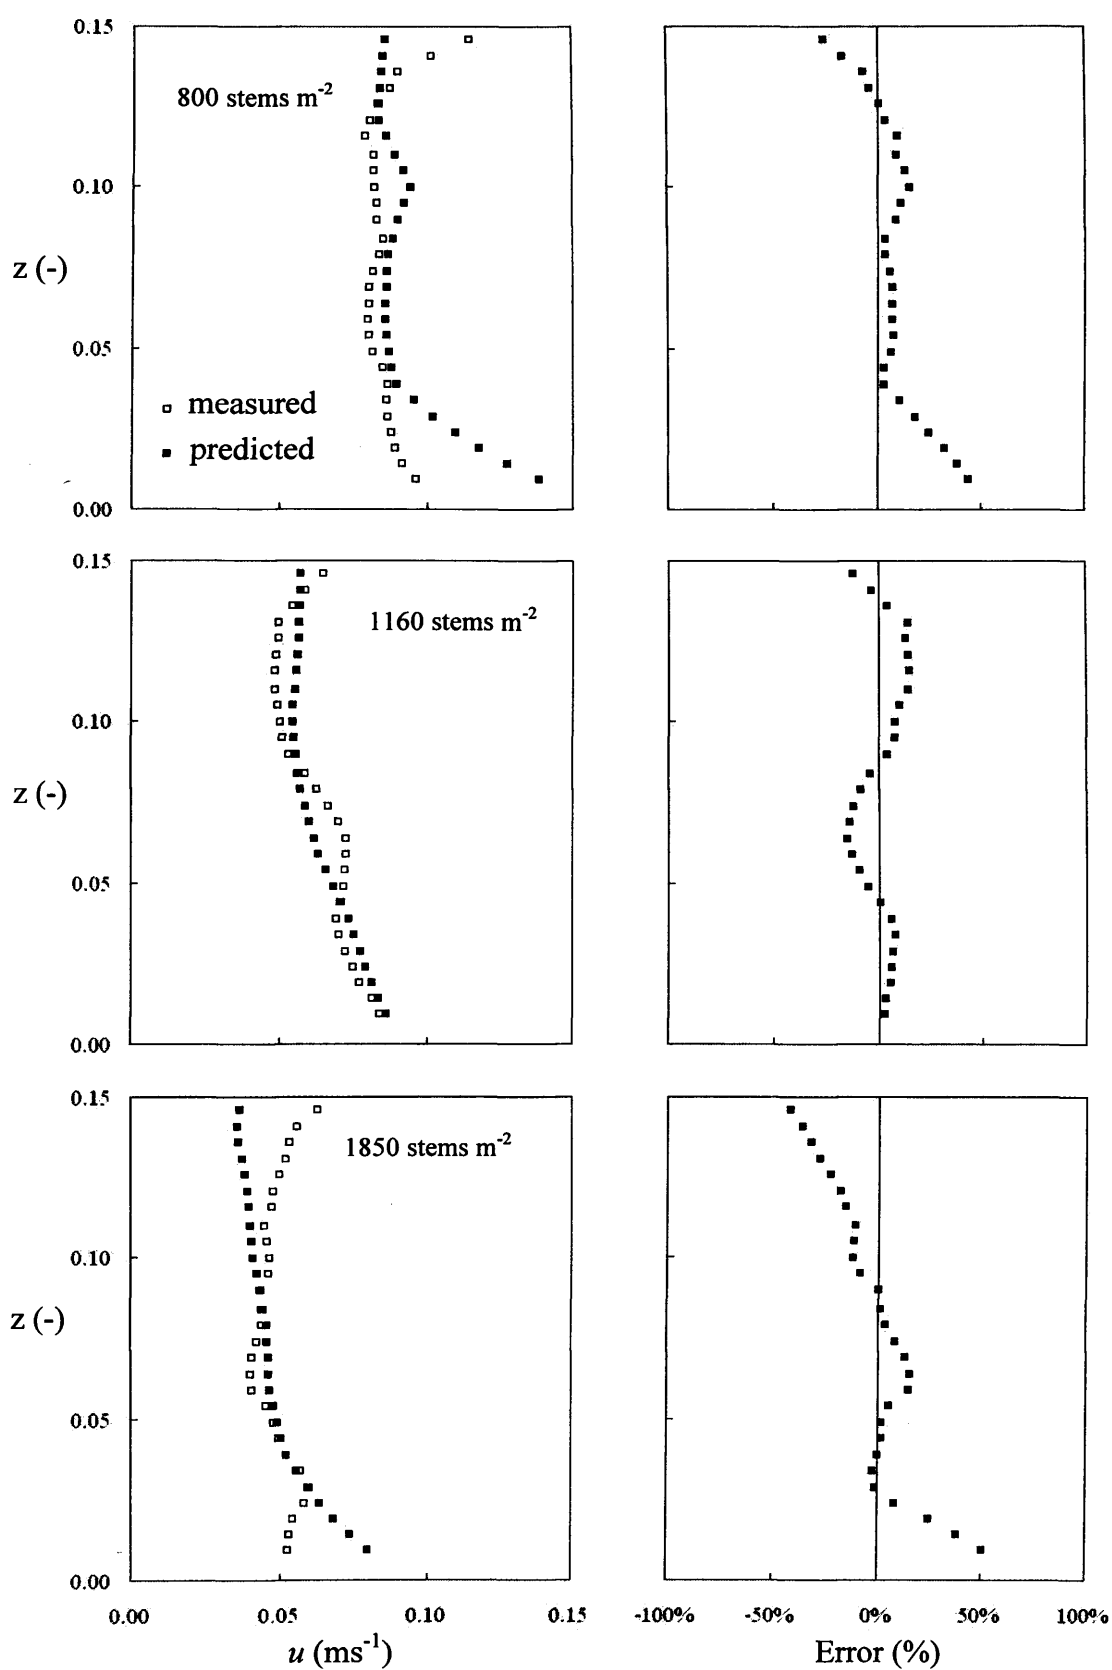 0.15
800 stems m⁻²
0.10
z (-)
0.05
measured
predicted
0.00
0.15
1160 stems m⁻²
0.10
z (-)
0.05
0.00
0.15
1850 stems m⁻²
0.10
z (-)
0.05
0.00
0.00 0.05 0.10 0.15 -100% -50% 0% 50% 100%
u (ms⁻¹) Error (%)